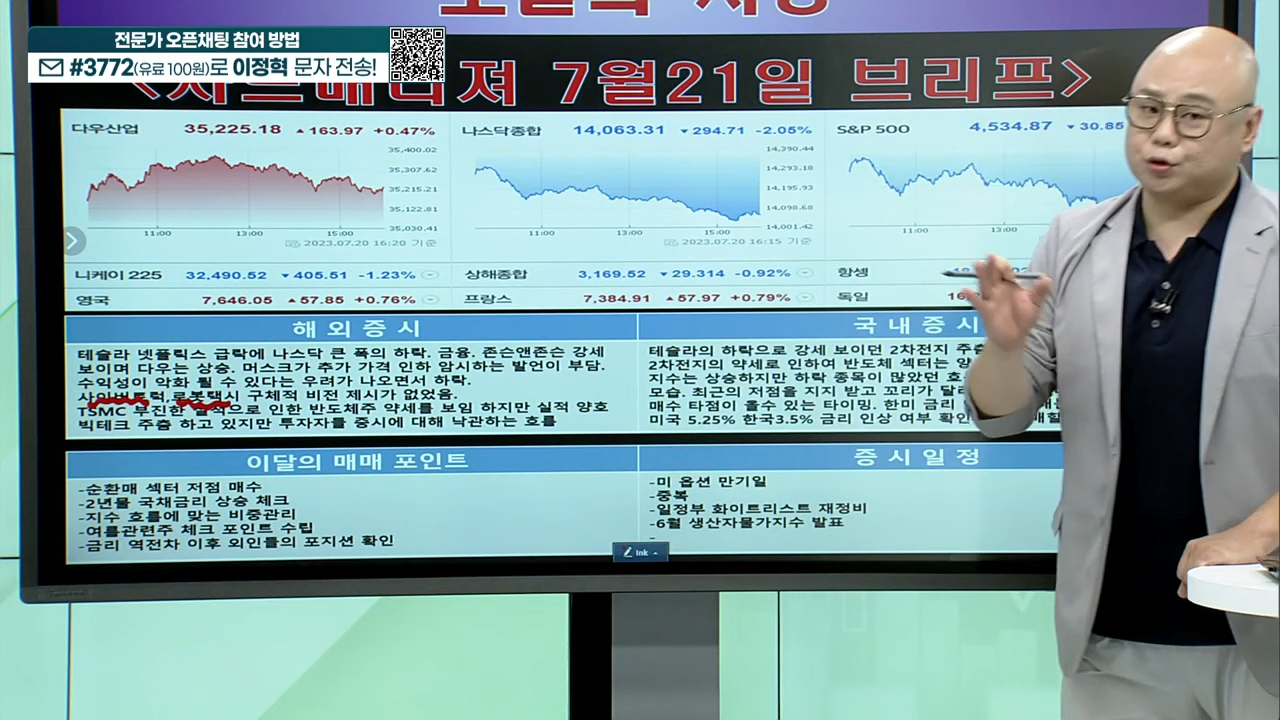 전문가 오픈채팅 참여 방법
#3772(유료 100원)로 이정혁 문자 전송!
7월21일 브리프>
다우산업 35,225.18 ▲163.97 +0.47%
35,400.02
35,307.62
35,215.21
35,122.81
35,030.41
11:00 13:00 15:00
2023.07.20 16:20 기준
나스닥종합 14,063.31 ▼294.71 -2.05%
14,390.44
14,293.18
14,195.93
14,098.68
14,001.42
11:00 13:00 15:00
2023.07.20 16:15 기준
S&P 500 4,534.87 ▼30.85
11:00 13:00
니케이 225 32,490.52 ▼405.51 -1.23%
상해종합 3,169.52 ▼29.314 -0.92%
항셍
영국 7,646.05 ▲57.85 +0.76%
프랑스 7,384.91 ▲57.97 +0.79%
독일
해 외 증 시
테슬라 넷플릭스 급락에 나스닥 큰 폭의 하락. 금융. 존슨앤존슨 강세
보이며 다우는 상승. 머스크가 추가 가격 인하 암시하는 발언이 부담.
수익성이 악화 될 수 있다는 우려가 나오면서 하락.
사이버트럭,로봇택시 구체적 비전 제시가 없었음.
TSMC 부진한 실적으로 인한 반도체주 약세를 보임 하지만 실적 양호
빅테크 주출 하고 있지만 투자자들 증시에 대해 낙관하는 흐름
국 내 증 시
테슬라의 하락으로 강세 보이던 2차전지
2차전지의 약세로 인하여 반도체 섹터는
지수는 상승하지만 하락 종목이 많았던
모습. 최근의 저점을 지지 받고 꼬리가
매수 타점이 올수 있는 타이밍. 한미 금리
미국 5.25% 한국3.5% 금리 인상 여부 확인
이달의 매매 포인트
-순환매 섹터 저점 매수
-2년물 국채금리 상승 체크
-지수 흐름에 맞는 비중관리
-여름관련주 체크 포인트 수립
-금리 역전차 이후 외인들의 포지션 확인
증 시 일 정
-미 옵션 만기일
-중복
-일정부 화이트리스트 재정비
-6월 생산자물가지수 발표
-
Ink